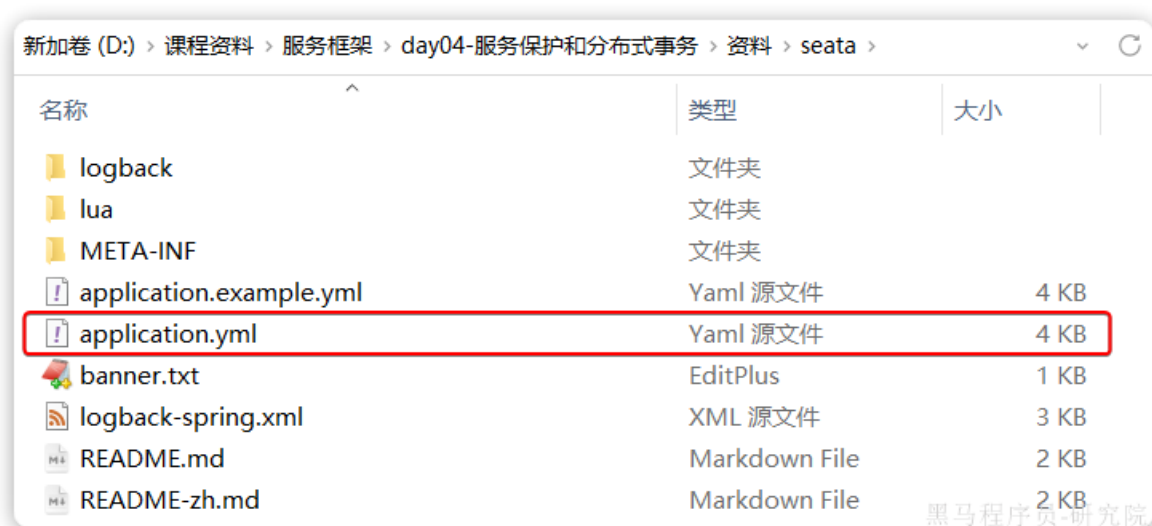 新加卷 (D:) › 课程资料 › 服务框架 › day04-服务保护和分布式事务 › 资料 › seata ›
名称 类型 大小
logback 文件夹
lua 文件夹
META-INF 文件夹
application.example.yml Yaml 源文件 4 KB
application.yml Yaml 源文件 4 KB
banner.txt EditPlus 1 KB
logback-spring.xml XML 源文件 3 KB
README.md Markdown File 2 KB
README-zh.md Markdown File 2 KB
黑马程序员-研究院